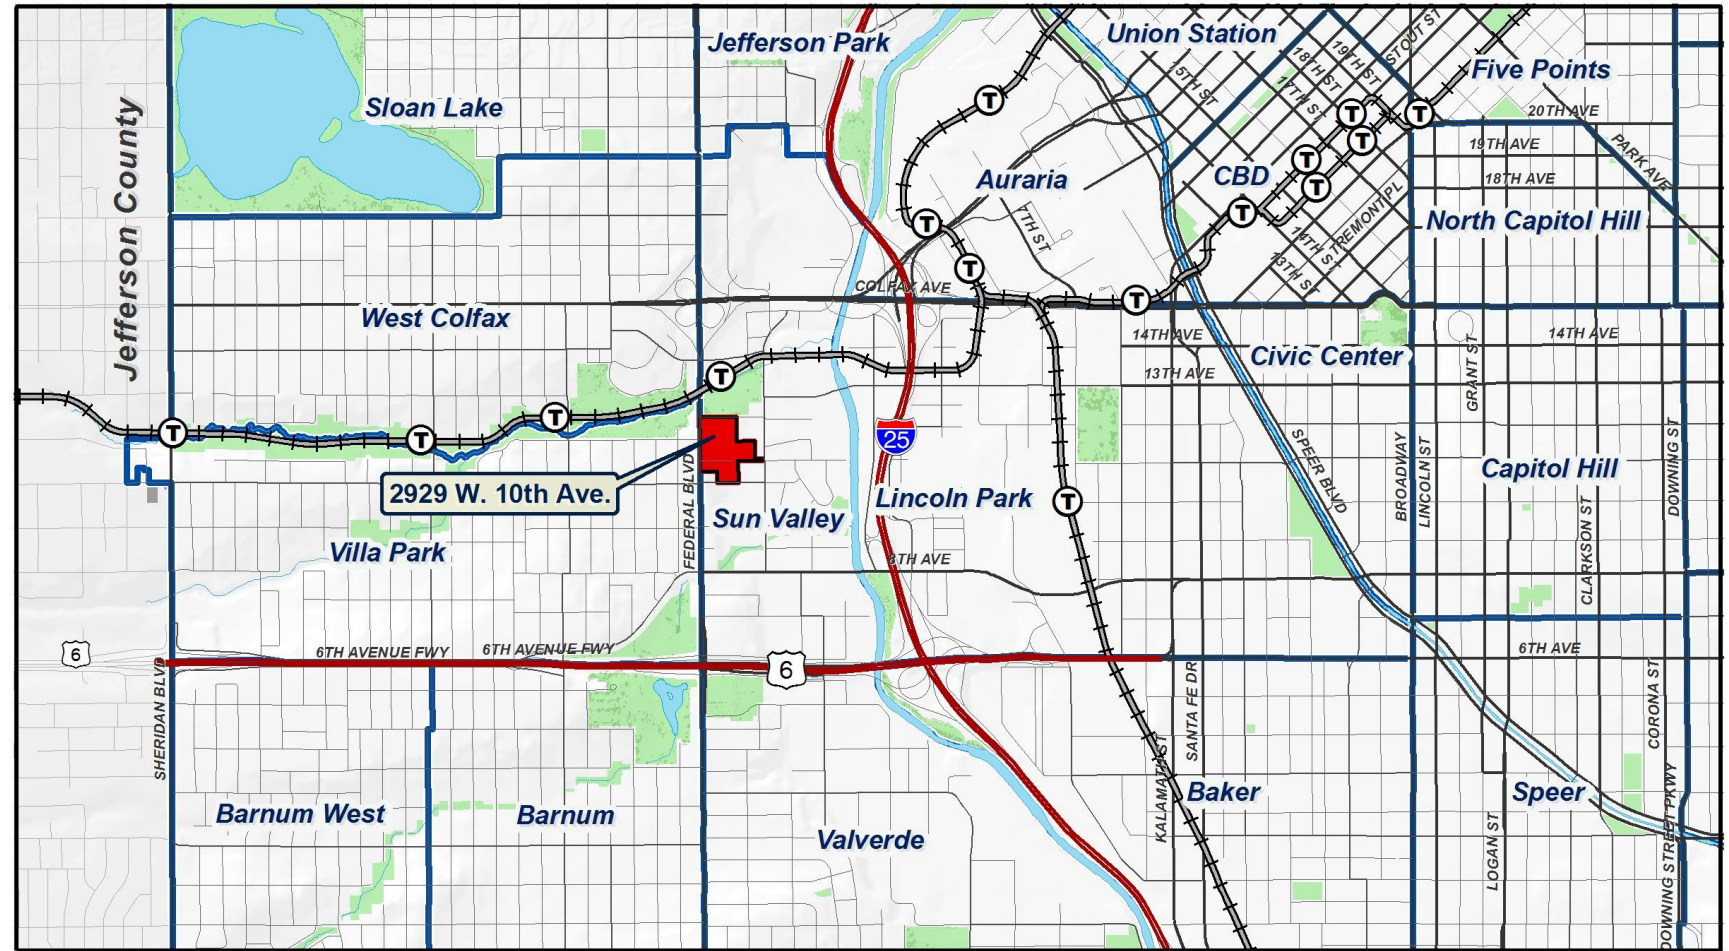 Jefferson Park
Union Station
Sloan Lake
Jefferson County
15TH ST
18TH ST
19TH ST
STOUT ST
17TH ST
Five Points
20TH AVE
19TH AVE
PARK AVE
18TH AVE
T
T
T
T
T
T
T
Auraria
CBD
T
T
7TH ST
14TH ST
TREMONT PL
13TH ST
North Capitol Hill
T
COLFAX AVE
T
West Colfax
14TH AVE
14TH AVE
GRANT ST
Civic Center
13TH AVE
T
T
T
T
25
2929 W. 10th Ave.
FEDERAL BLVD
Lincoln Park
T
SPEER BLVD
BROADWAY
LINCOLN ST
Capitol Hill
DOWNING ST
CLARKSON ST
Sun Valley
Villa Park
8TH AVE
6
6TH AVENUE FWY
6TH AVENUE FWY
6
6TH AVE
SHERIDAN BLVD
KALAMATH ST
SANTA FE DR
CORONA ST
Barnum West
Barnum
Valverde
Baker
Speer
LOGAN ST
DOWNING STREET PKWY